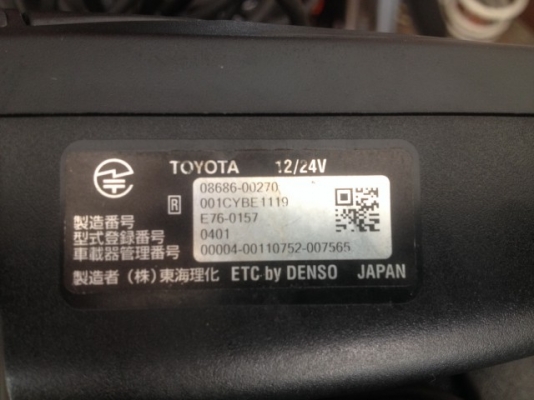 TOYOTA 12/24V
08686-00270
R 001CYBE1119
製造番号 E76-0157
型式登録番号 0401
車載器管理番号 00004-00110752-007565
製造者 (株)東海理化 ETC by DENSO JAPAN